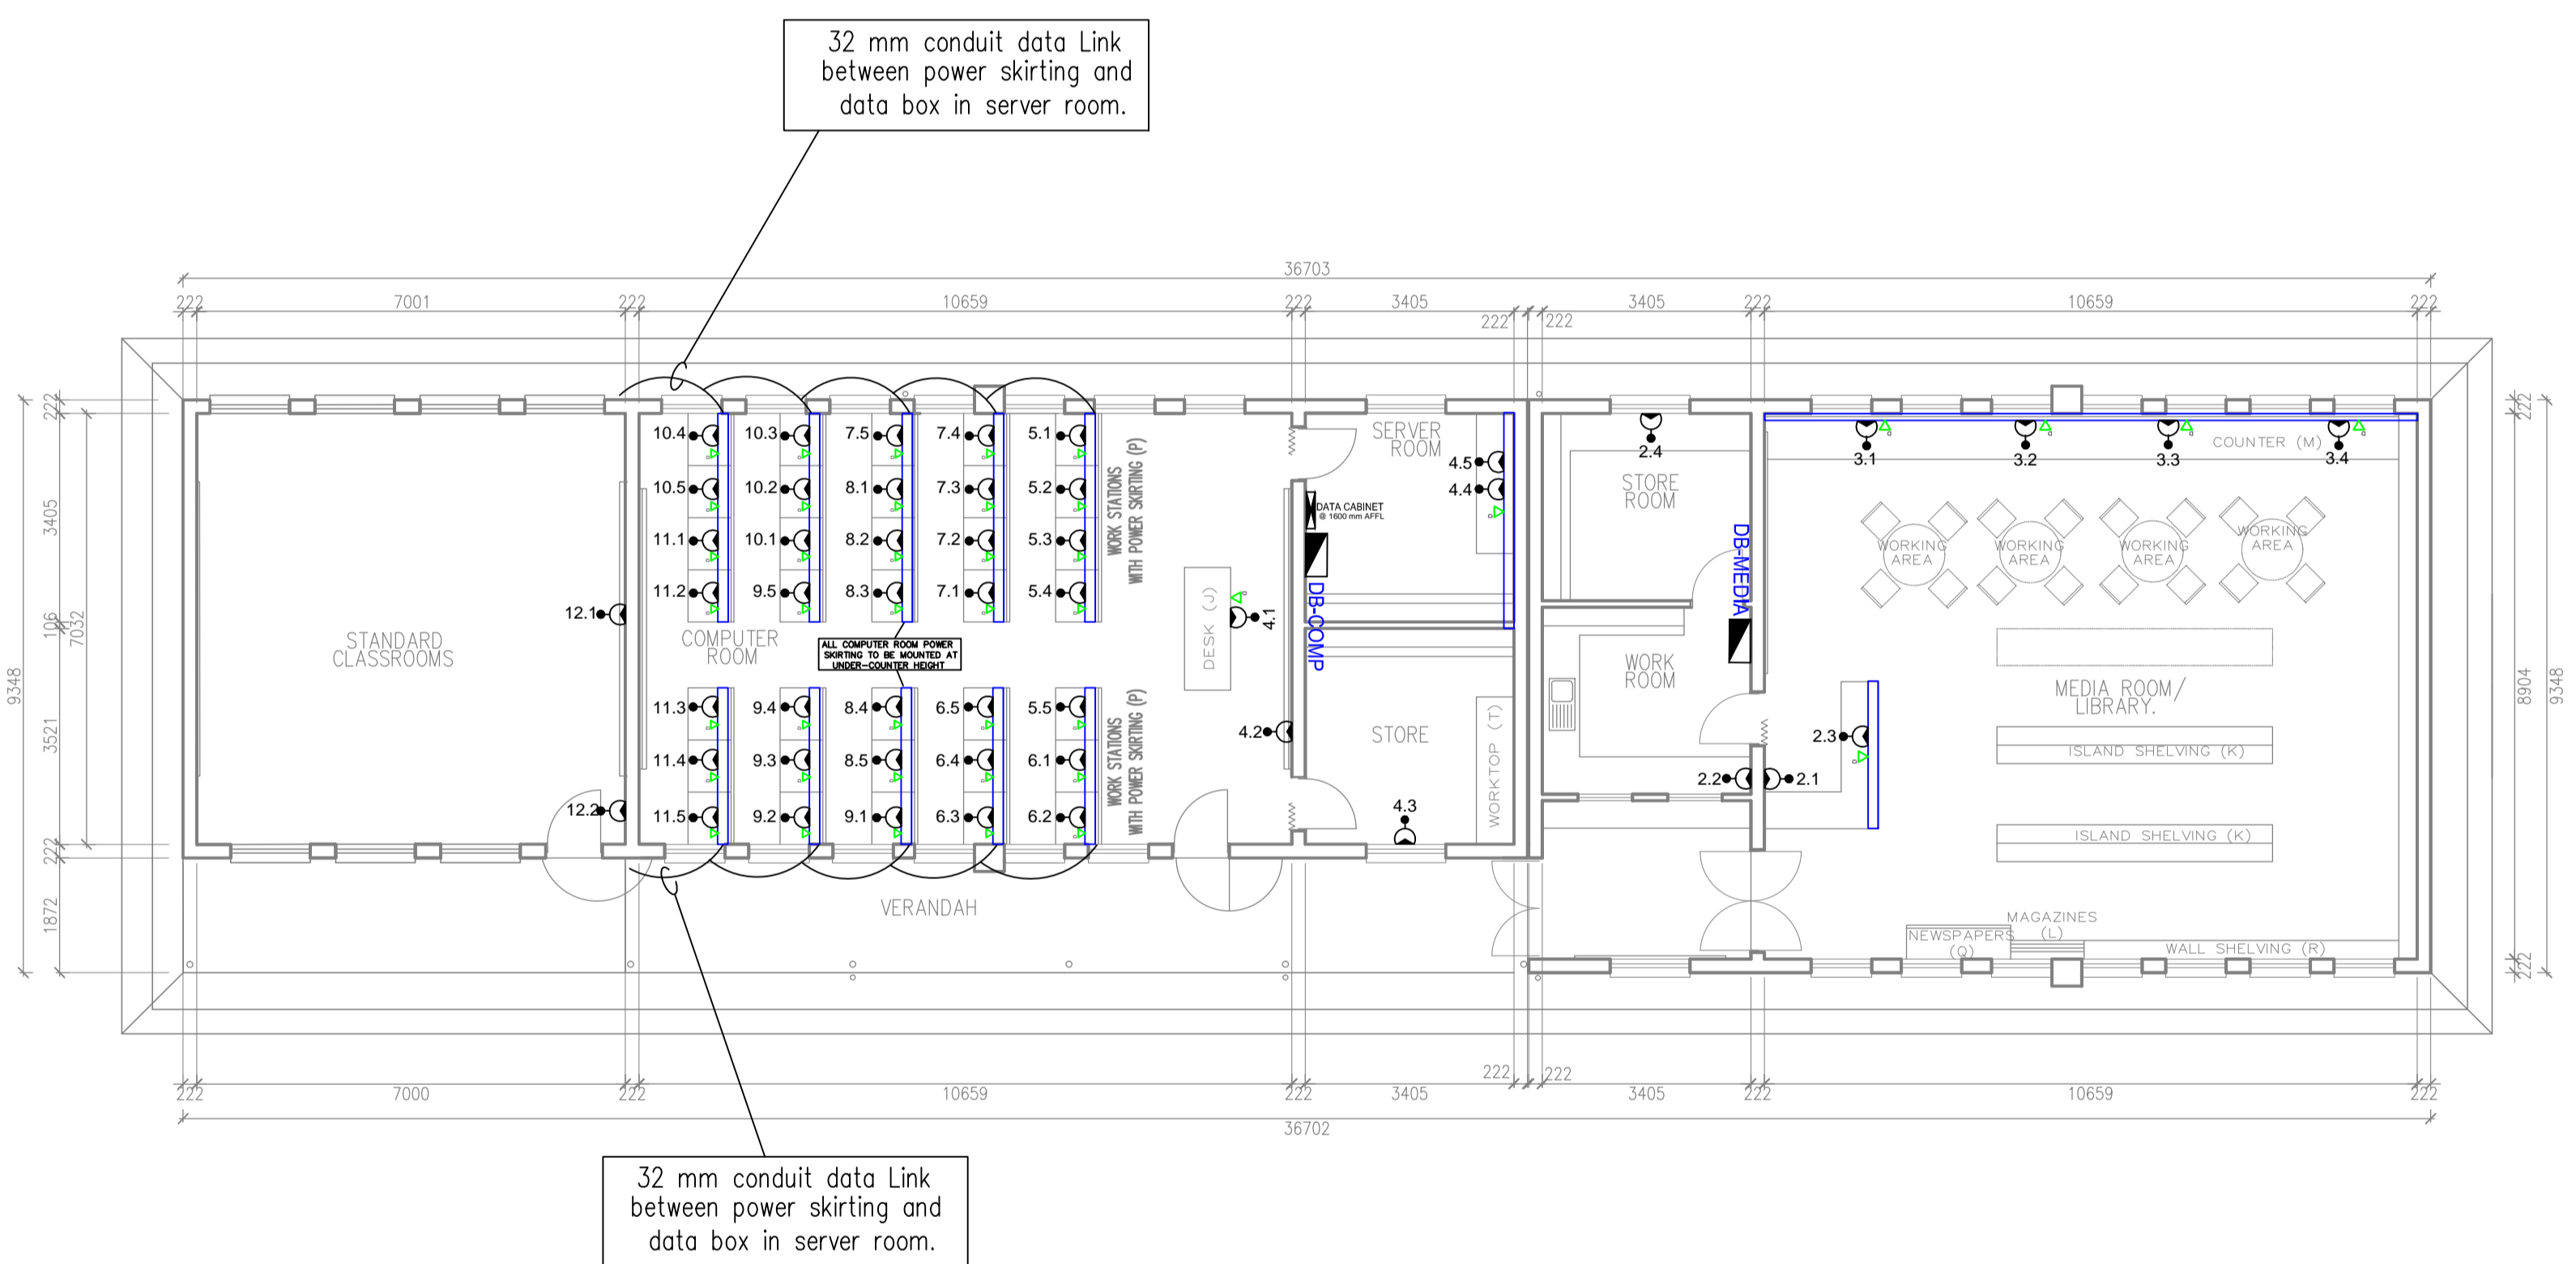 32 mm conduit data Link
between power skirting and
data box in server room.
36703
222
7001
222
10659
222
3405
222
222
3405
222
10659
222
9348
222
3405
106
7032
3521
222
1872
222
8904
9348
222
STANDARD
CLASSROOMS
12.1
12.2
COMPUTER
ROOM
10.4
10.3
7.5
7.4
5.1
10.5
10.2
8.1
7.3
5.2
11.1
10.1
8.2
7.2
5.3
11.2
9.5
8.3
7.1
5.4
ALL COMPUTER ROOM POWER
SKIRTING TO BE MOUNTED AT
UNDER-COUNTER HEIGHT
11.3
9.4
8.4
6.5
5.5
11.4
9.3
8.5
6.4
6.1
11.5
9.2
9.1
6.3
6.2
WORK STATIONS
WITH POWER SKIRTING (P)
WORK STATIONS
WITH POWER SKIRTING (P)
DESK (J)
4.1
4.2
SERVER
ROOM
4.5
4.4
DATA CABINET
@ 1600 mm AFFL
DB-COMP
STORE
4.3
WORKTOP (T)
2.4
STORE
ROOM
DB-MEDIA
WORK
ROOM
2.2
2.1
2.3
3.1
3.2
3.3
3.4
COUNTER (M)
WORKING
AREA
WORKING
AREA
WORKING
AREA
WORKING
AREA
MEDIA ROOM/
LIBRARY.
ISLAND SHELVING (K)
ISLAND SHELVING (K)
MAGAZINES
(L)
NEWSPAPERS
(Q)
WALL SHELVING (R)
VERANDAH
222
7000
222
10659
222
3405
222
222
3405
222
10659
222
36702
32 mm conduit data Link
between power skirting and
data box in server room.